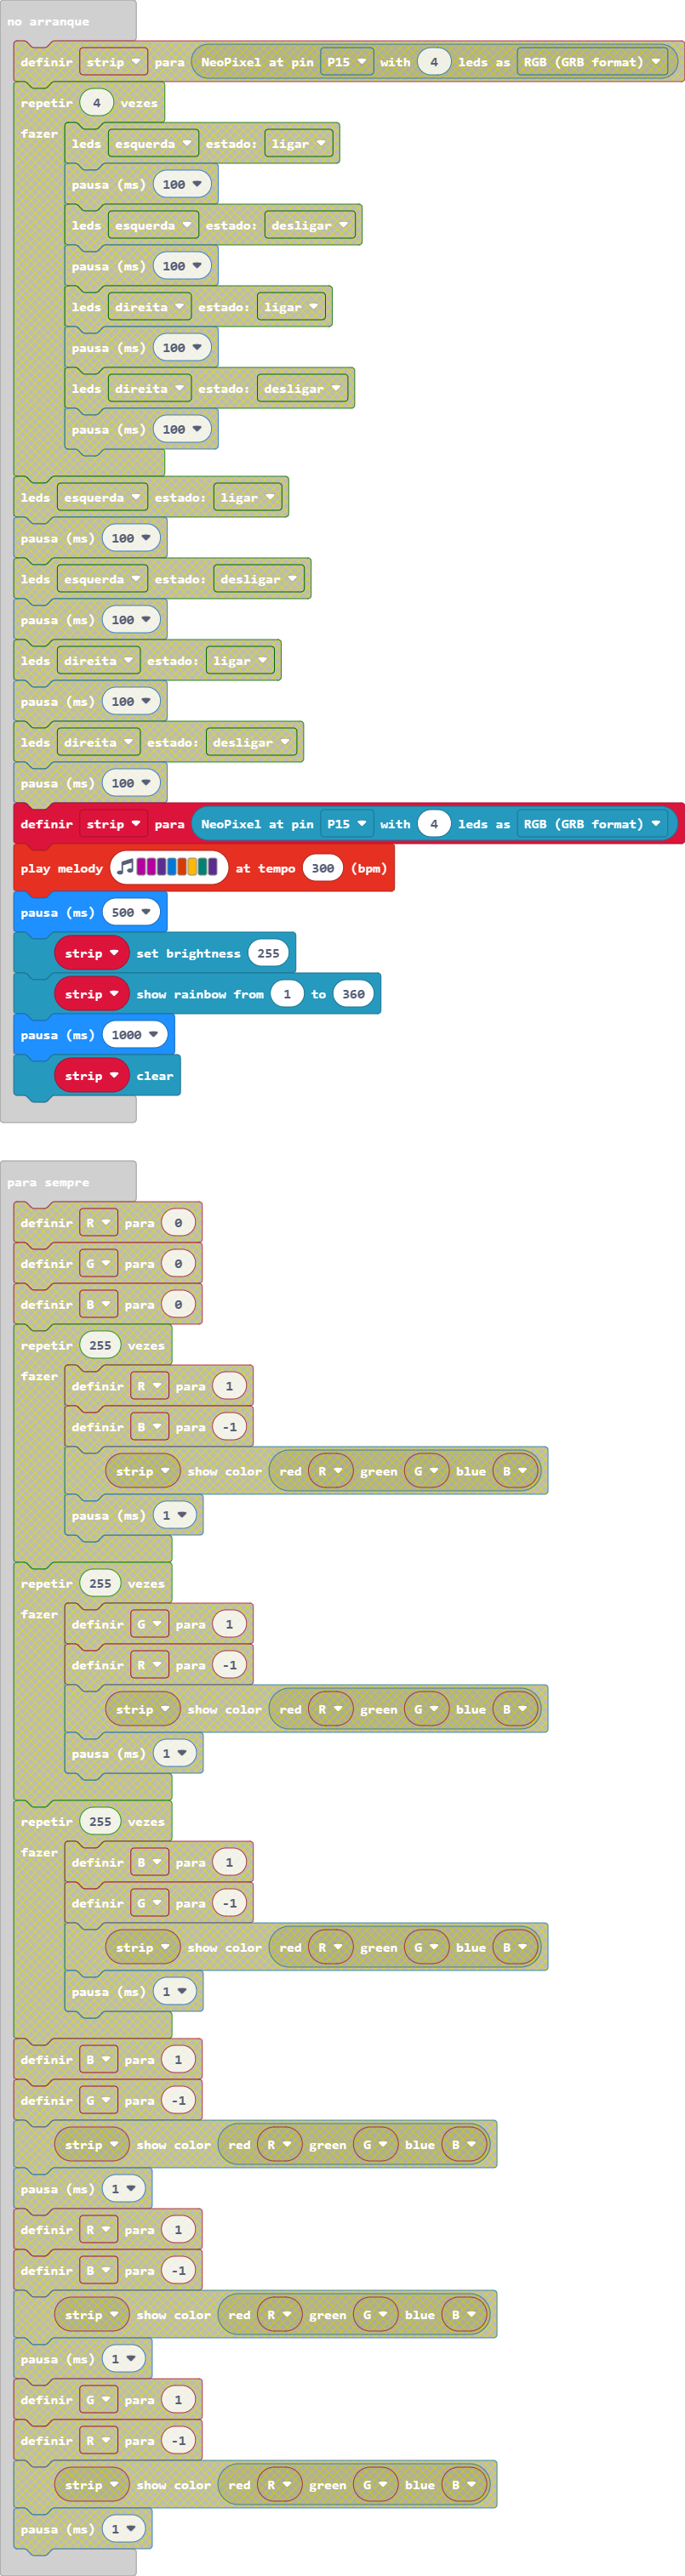 no arranque
definir strip para NeoPixel at pin P15 with 4 leds as RGB (GRB format)
repetir 4 vezes
fazer
leds esquerda estado: ligar
pausa (ms) 100
leds esquerda estado: desligar
pausa (ms) 100
leds direita estado: ligar
pausa (ms) 100
leds direita estado: desligar
pausa (ms) 100
leds esquerda estado: ligar
pausa (ms) 100
leds esquerda estado: desligar
pausa (ms) 100
leds direita estado: ligar
pausa (ms) 100
leds direita estado: desligar
pausa (ms) 100
definir strip para NeoPixel at pin P15 with 4 leds as RGB (GRB format)
play melody at tempo 300 (bpm)
pausa (ms) 500
strip set brightness 255
strip show rainbow from 1 to 360
pausa (ms) 1000
strip clear
para sempre
definir R para 0
definir G para 0
definir B para 0
repetir 255 vezes
fazer
definir R para 1
definir B para -1
strip show color red R green G blue B
pausa (ms) 1
repetir 255 vezes
fazer
definir G para 1
definir R para -1
strip show color red R green G blue B
pausa (ms) 1
repetir 255 vezes
fazer
definir B para 1
definir G para -1
strip show color red R green G blue B
pausa (ms) 1
definir B para 1
definir G para -1
strip show color red R green G blue B
pausa (ms) 1
definir R para 1
definir B para -1
strip show color red R green G blue B
pausa (ms) 1
definir G para 1
definir R para -1
strip show color red R green G blue B
pausa (ms) 1